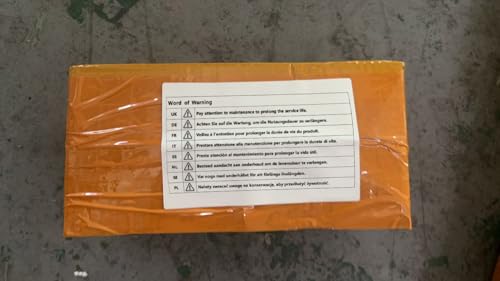 Word of Warning
UK Pay attention to maintenance to prolong the service life.
DE Achten Sie auf die Wartung, um die Nutzungsdauer zu verlängern.
FR Veillez à l'entretien pour prolonger la durée de vie du produit.
IT Prestare attenzione alla manutenzione per prolungare la durata di vita.
ES Preste atención al mantenimiento para prolongar la vida útil.
NL Besteed aandacht aan onderhoud om de levensduur te verlengen.
SE Var noga med underhållet för att förlänga livslängden.
PL Należy zwracać uwagę na konserwację, aby przedłużyć żywotność.